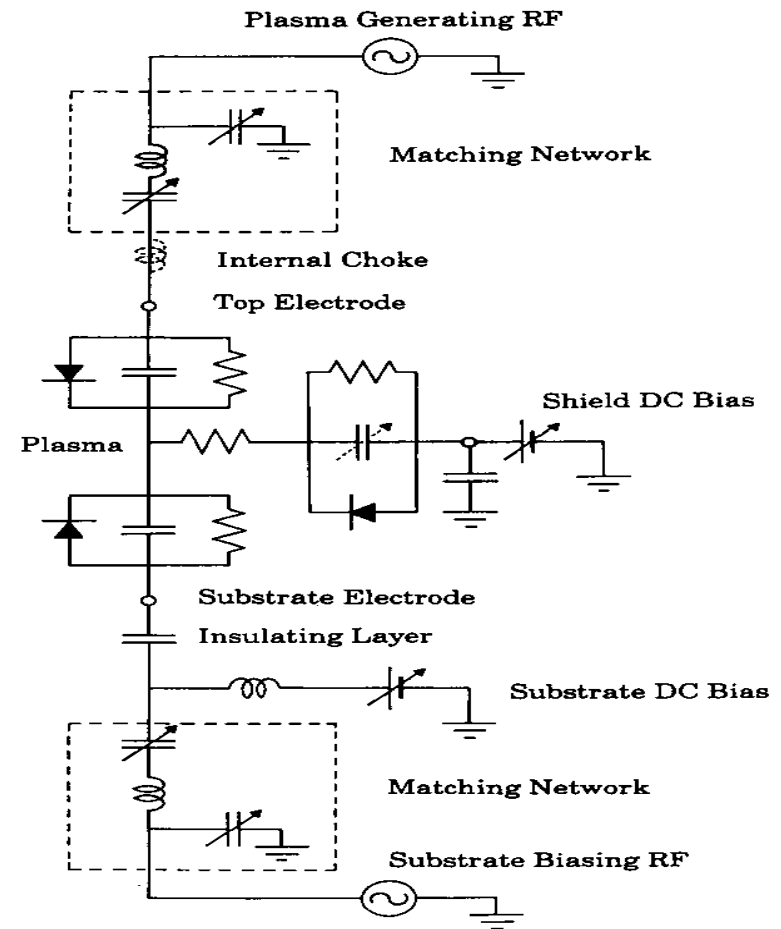 Plasma Generating RF
Matching Network
Internal Choke
Top Electrode
Shield DC Bias
Plasma
Substrate Electrode
Insulating Layer
Substrate DC Bias
Matching Network
Substrate Biasing RF